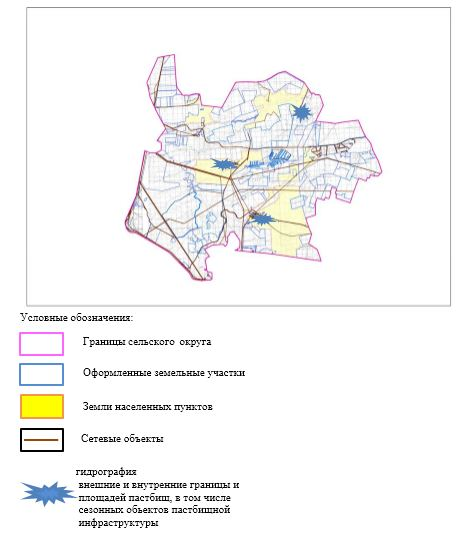 Условные обозначения:
Границы сельского округа
Оформленные земельные участки
Земли населенных пунктов
Сетевые объекты
гидрография
внешние и внутренние границы и
площадей пастбищ, в том числе
сезонных объектов пастбищной
инфраструктуры